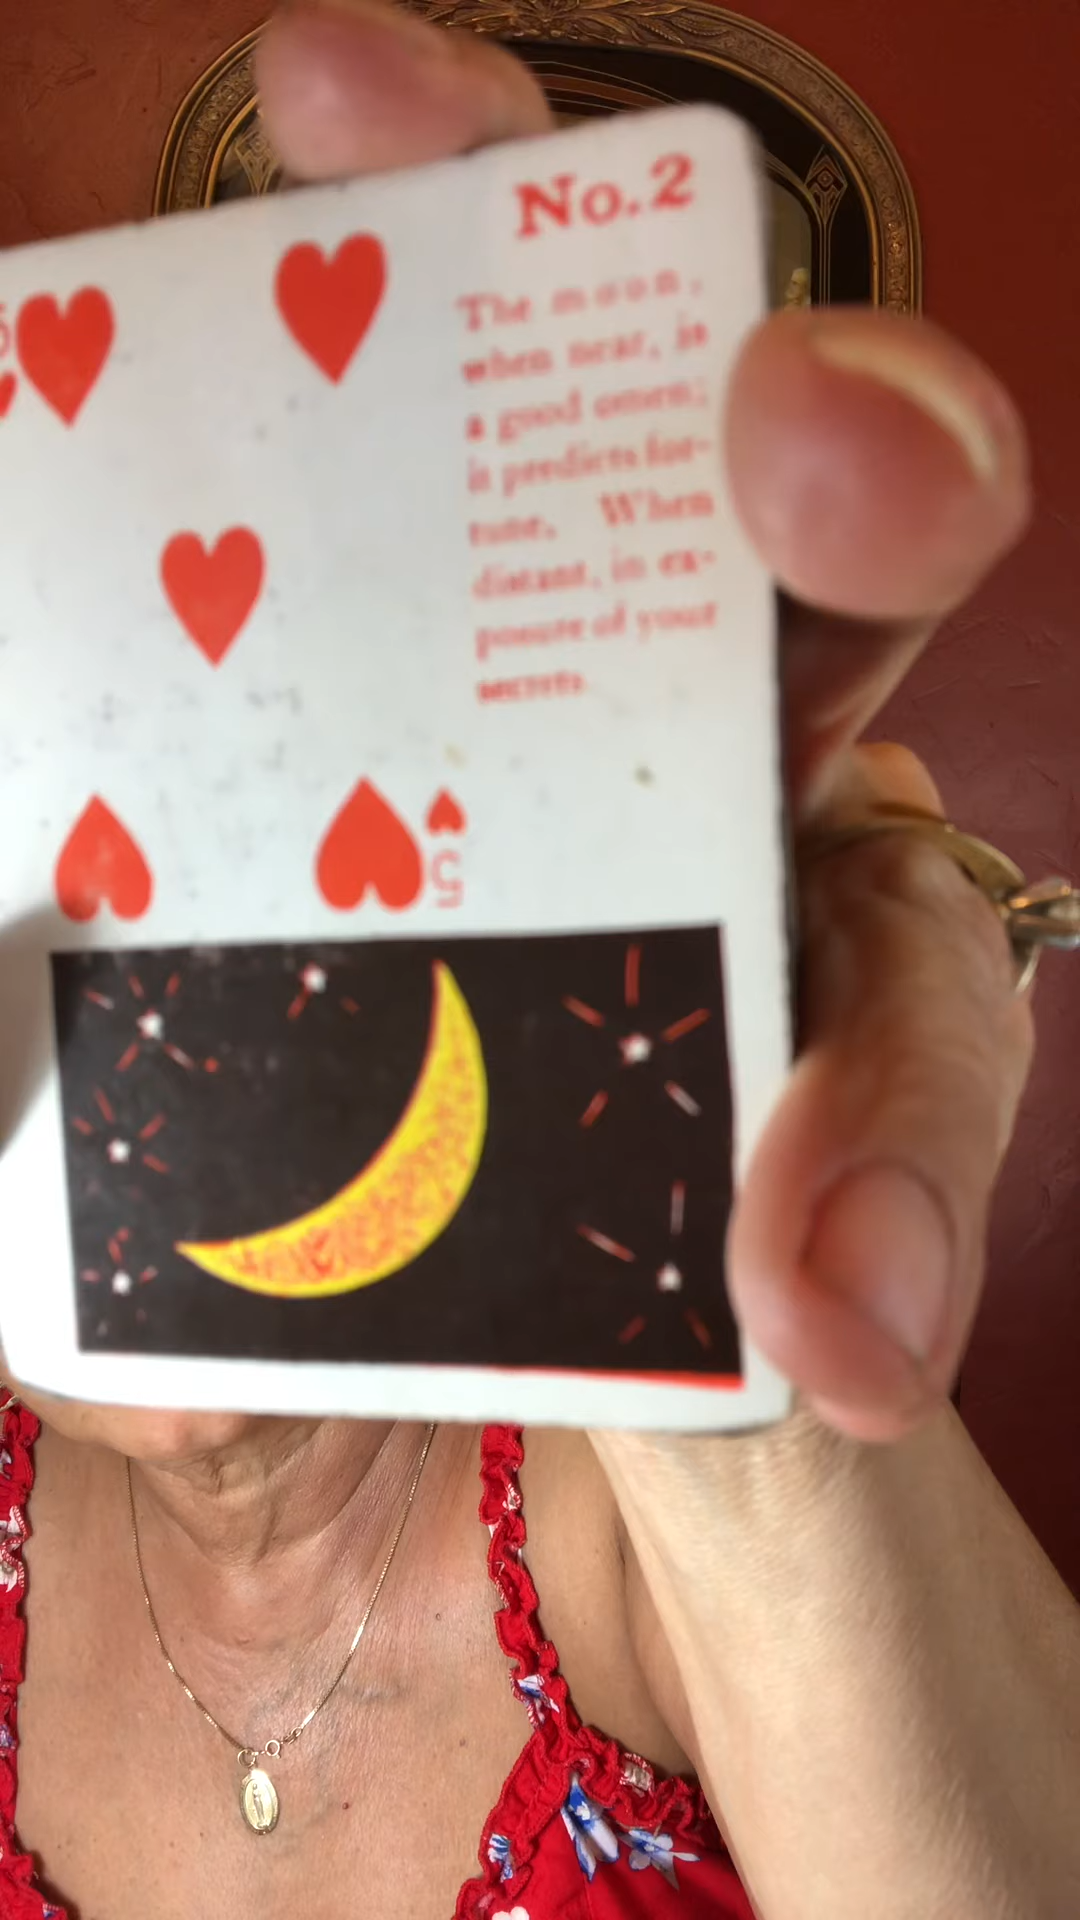 No.2
5
The moon,
when near, is
a good omen;
it predicts for-
tune. When
distant, in ex-
posure of your
secrets
5